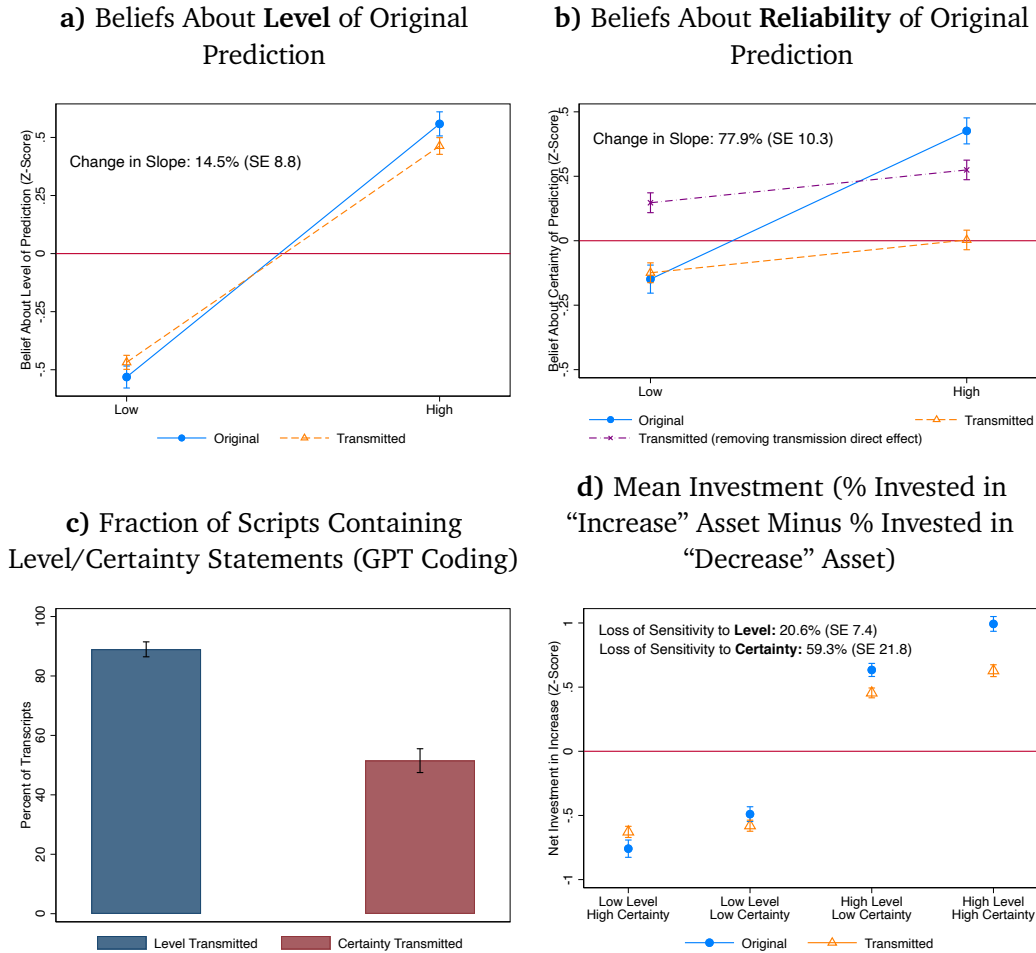 a) Beliefs About Level of Original
Prediction
Belief About Level of Prediction (Z-Score)
.5
.25
0
-.25
-.5
Change in Slope: 14.5% (SE 8.8)
Low
High
Original
Transmitted
b) Beliefs About Reliability of Original
Prediction
Belief About Certainty of Prediction (Z-Score)
.5
.25
0
-.25
-.5
Change in Slope: 77.9% (SE 10.3)
Low
High
Original
Transmitted
Transmitted (removing transmission direct effect)
c) Fraction of Scripts Containing
Level/Certainty Statements (GPT Coding)
Percent of Transcripts
100
80
60
40
20
0
Level Transmitted
Certainty Transmitted
d) Mean Investment (% Invested in
“Increase” Asset Minus % Invested in
“Decrease” Asset)
Net Investment in Increase (Z-Score)
1
.5
0
-.5
-1
Loss of Sensitivity to Level: 20.6% (SE 7.4)
Loss of Sensitivity to Certainty: 59.3% (SE 21.8)
Low Level
High Certainty
Low Level
Low Certainty
High Level
Low Certainty
High Level
High Certainty
Original
Transmitted